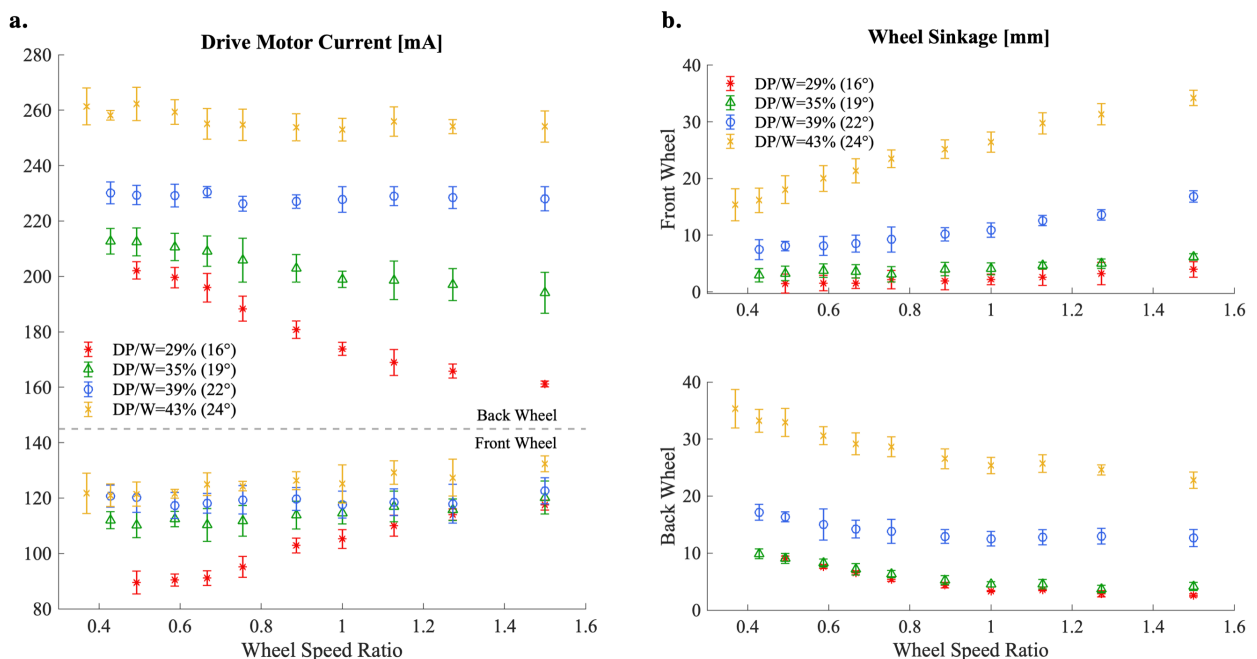 a.
Drive Motor Current [mA]
280
260
240
220
200
180
160
140
120
100
80
DP/W=29% (16°)
DP/W=35% (19°)
DP/W=39% (22°)
DP/W=43% (24°)
Back Wheel
Front Wheel
0.4 0.6 0.8 1 1.2 1.4 1.6
Wheel Speed Ratio
b.
Wheel Sinkage [mm]
Front Wheel
40
30
20
10
0
DP/W=29% (16°)
DP/W=35% (19°)
DP/W=39% (22°)
DP/W=43% (24°)
0.4 0.6 0.8 1 1.2 1.4 1.6
Back Wheel
40
30
20
10
0
0.4 0.6 0.8 1 1.2 1.4 1.6
Wheel Speed Ratio